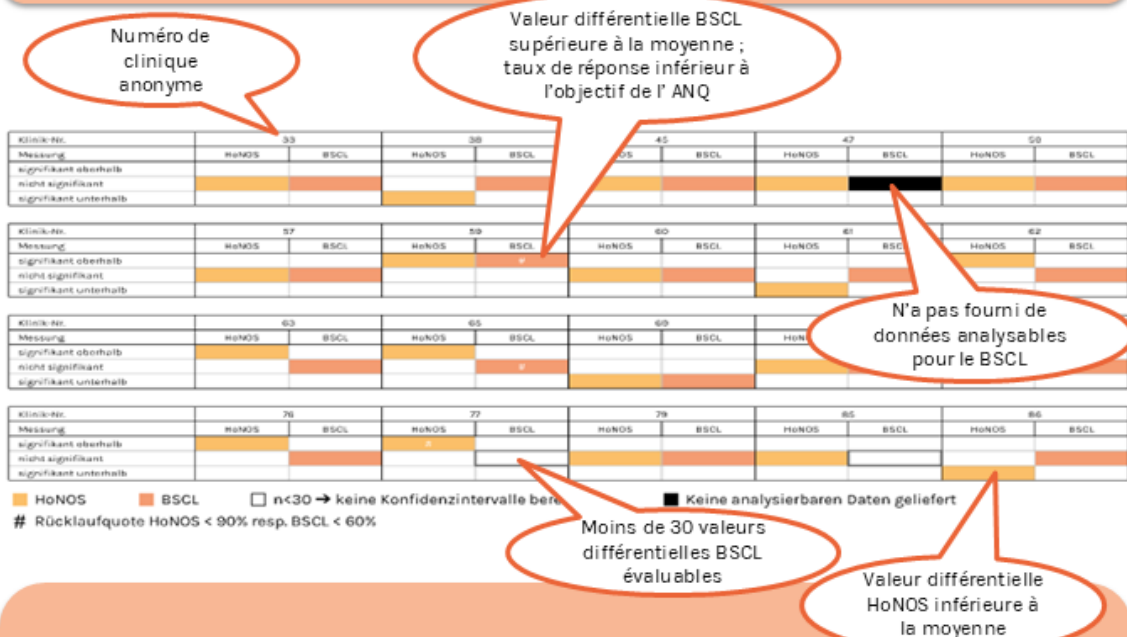 Numéro de
clinique
anonyme
Valeur différentielle BSCL
supérieure à la moyenne ;
taux de réponse inférieur à
l'objectif de l' ANQ
Klinik-Nr. 33 38 45 47 50
Messung HoNOS BSCL HoNOS BSCL OS BSCL HoNOS BSCL HoNOS BSCL
signifikant oberhalb
nicht signifikant
signifikant unterhalb
Klinik-Nr. 57 59 60 61 62
Messung HoNOS BSCL HoNOS BSCL HoNOS BSCL HoNOS BSC HoNOS BSCL
signifikant oberhalb #
nicht signifikant
signifikant unterhalb
N'a pas fourni de
données analysables
pour le BSCL
Klinik-Nr. 63 65 69
Messung HoNOS BSCL HoNOS BSCL HoNOS BSCL HoN
signifikant oberhalb
nicht signifikant #
signifikant unterhalb
Klinik-Nr. 76 77 79 85 86
Messung HoNOS BSCL HoNOS BSCL HoNOS BSCL HoNOS BSCL HoNOS BSCL
signifikant oberhalb #
nicht signifikant
signifikant unterhalb
HoNOS BSCL n<30 → keine Konfidenzintervalle bere Keine analysierbaren Daten geliefert
# Rücklaufquote HoNOS < 90% resp. BSCL < 60%
Moins de 30 valeurs
différentielles BSCL
évaluables
Valeur différentielle
HoNOS inférieure à
la moyenne